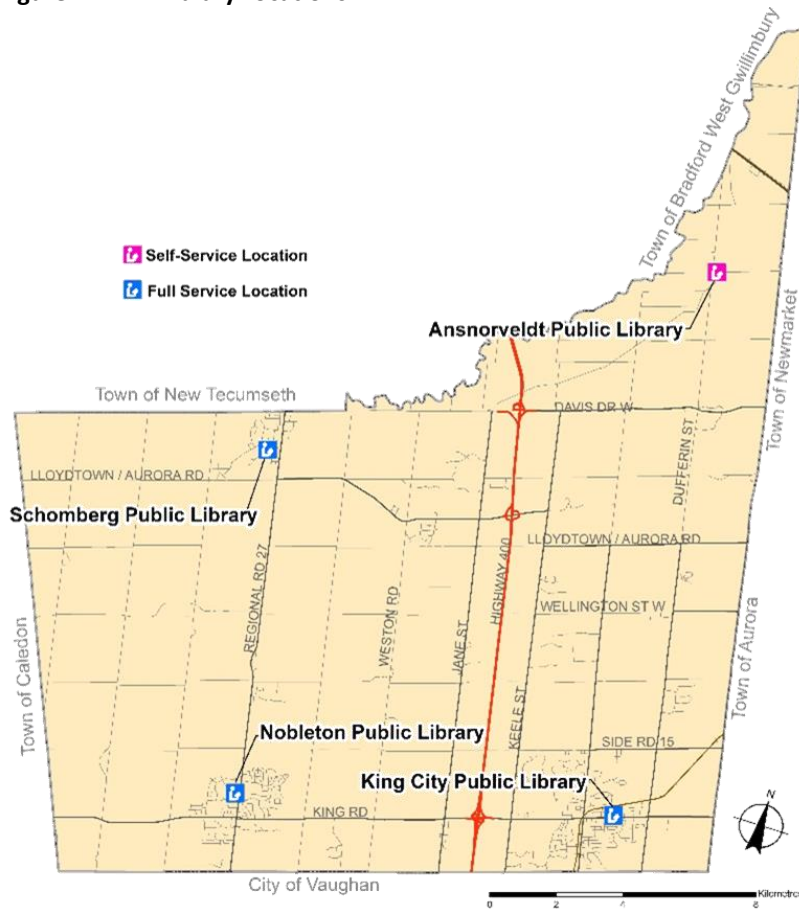 Town of Bradford West Gwillimbury
Self-Service Location
Full Service Location
Town of Newmarket
Ansnorveldt Public Library
Town of New Tecumseth
DAVIS DR W
DUFFERIN ST
LLOYDTOWN / AURORA RD
Schomberg Public Library
LLOYDTOWN / AURORA RD
HIGHWAY 400
REGIONAL RD 27
WESTON RD
WELLINGTON ST W
JANE ST
Town of Caledon
Town of Aurora
KEELE ST
Nobleton Public Library
SIDE RD 15
King City Public Library
KING RD
N
City of Vaughan
Kilometre
0 2 4 8